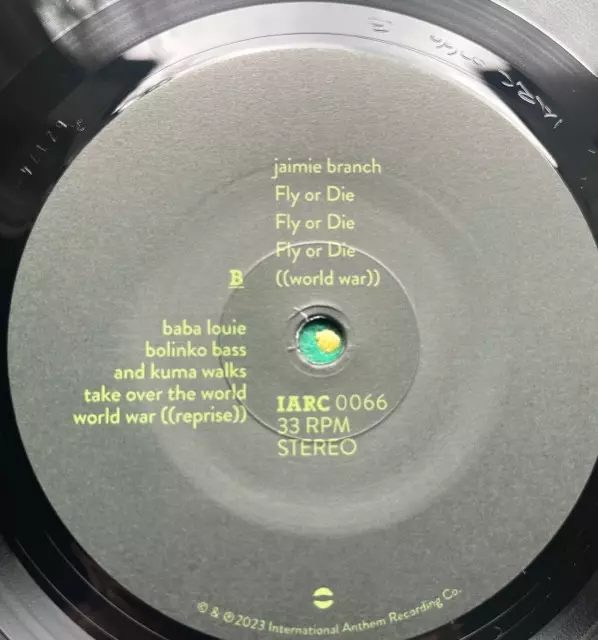 jaimie branch
Fly or Die
Fly or Die
Fly or Die
((world war))
B
baba louie
bolinko bass
and kuma walks
take over the world
world war ((reprise))
IARC 0066
33 RPM
STEREO
© & ℗ 2023 International Anthem Recording Co.